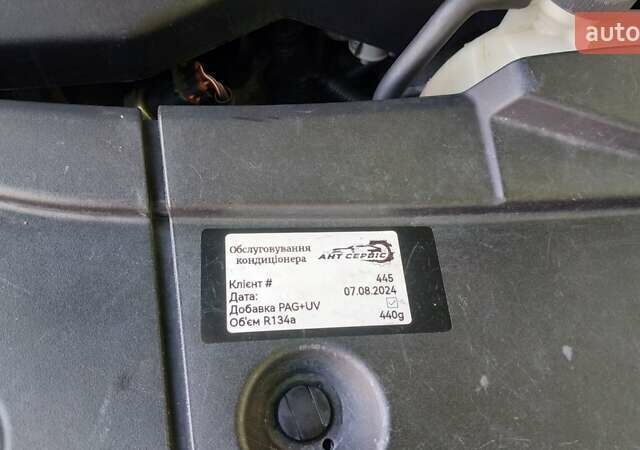 auto
Обслуговування
кондиціонера
АНТ СЕРВІС
Клієнт # 445
Дата: 07.08.2024
Добавка PAG+UV
Об'єм R134a 440g